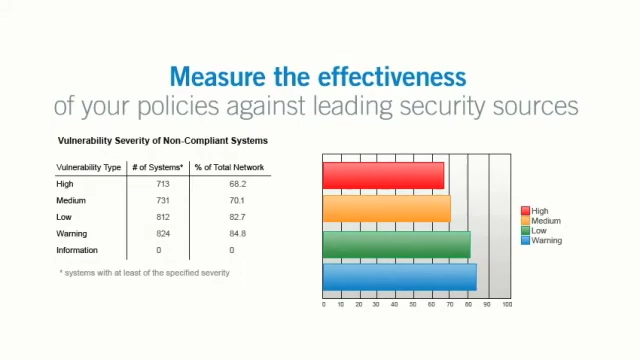 Measure the effectiveness
of your policies against leading security sources
Vulnerability Severity of Non-Compliant Systems
Vulnerability Type # of Systems* % of Total Network
High 713 68.2
Medium 731 70.1
Low 812 82.7
Warning 824 84.8
Information 0 0
* systems with at least of the specified severity
High
Medium
Low
Warning
0 10 20 30 40 50 60 70 80 90 100